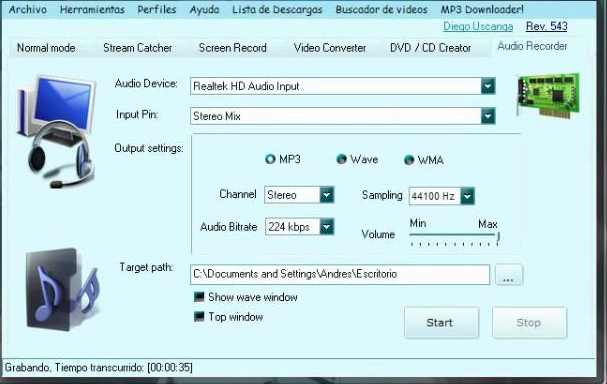 Archivo Herramientas Perfiles Ayuda Lista de Descargas Buscador de videos MP3 Downloader!
Diego Uscanga Rev. 543
Normal mode Stream Catcher Screen Record Video Converter DVD / CD Creator Audio Recorder
Audio Device: Realtek HD Audio Input
Input Pin: Stereo Mix
Output settings:
MP3 Wave WMA
Channel Stereo Sampling 44100 Hz
Audio Bitrate 224 kbps Volume Min Max
Target path:
C:\Documents and Settings\Andres\Escritorio ...
Show wave window
Top window
Start Stop
Grabando, Tiempo transcurrido: [00:00:35]